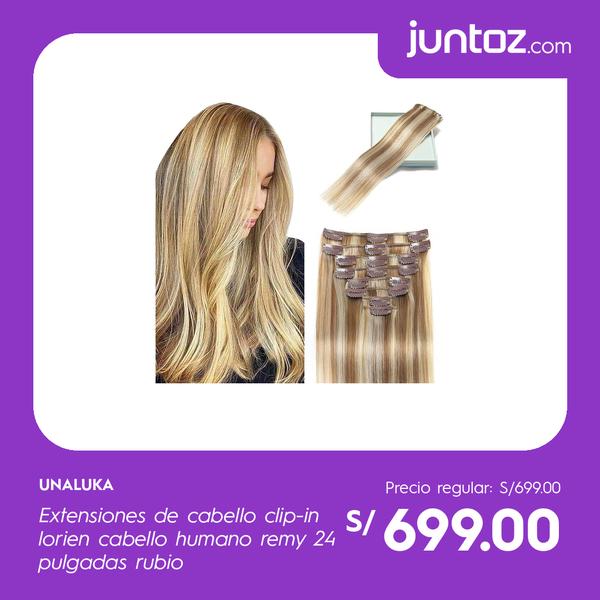 juntoz.com
UNALUKA
Extensiones de cabello clip-in
lorien cabello humano remy 24
pulgadas rubio
Precio regular: S/699.00
S/ 699.00